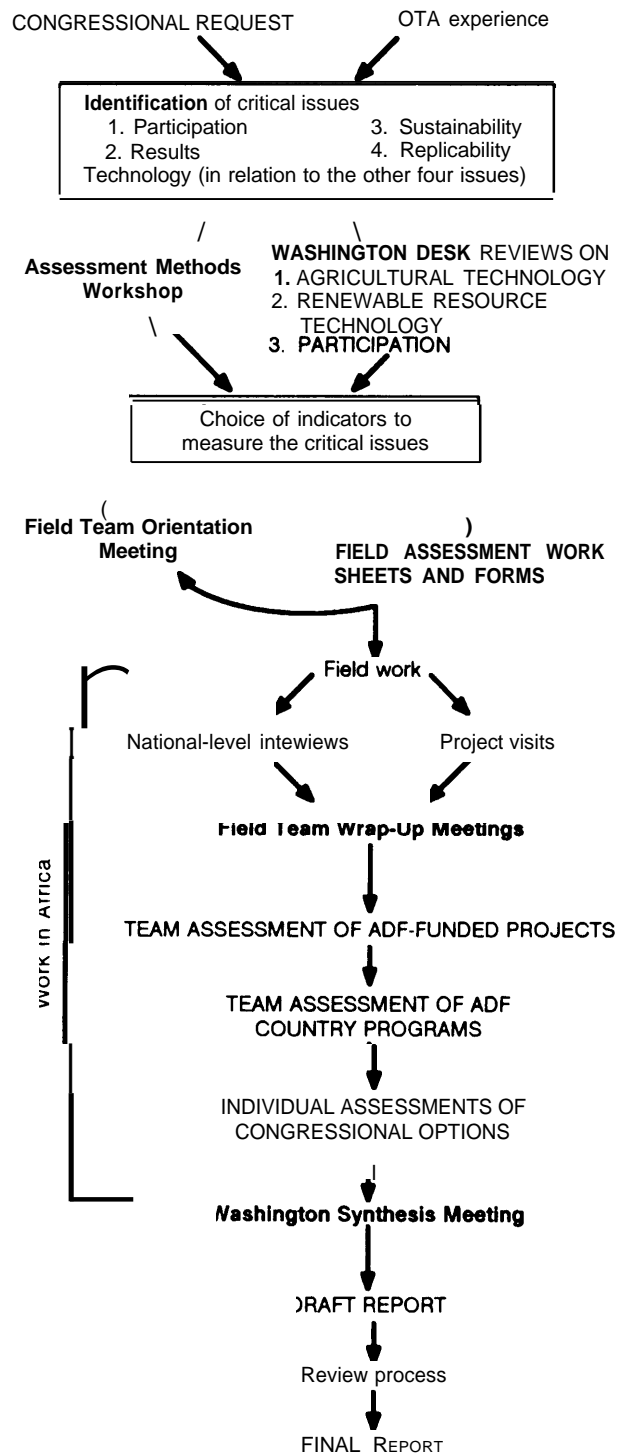 CONGRESSIONAL REQUEST
OTA experience
Identification of critical issues
1. Participation
3. Sustainability
2. Results
4. Replicability
Technology (in relation to the other four issues)
Assessment Methods
Workshop
WASHINGTON DESK REVIEWS ON
1. AGRICULTURAL TECHNOLOGY
2. RENEWABLE RESOURCE
TECHNOLOGY
3. PARTICIPATION
Choice of indicators to
measure the critical issues
Field Team Orientation
Meeting
FIELD ASSESSMENT WORK
SHEETS AND FORMS
Field work
National-level intewiews
Project visits
Field Team Wrap-Up Meetings
Work in Africa
TEAM ASSESSMENT OF ADF-FUNDED PROJECTS
TEAM ASSESSMENT OF ADF
COUNTRY PROGRAMS
INDIVIDUAL ASSESSMENTS OF
CONGRESSIONAL OPTIONS
Washington Synthesis Meeting
DRAFT REPORT
Review process
FINAL REPORT